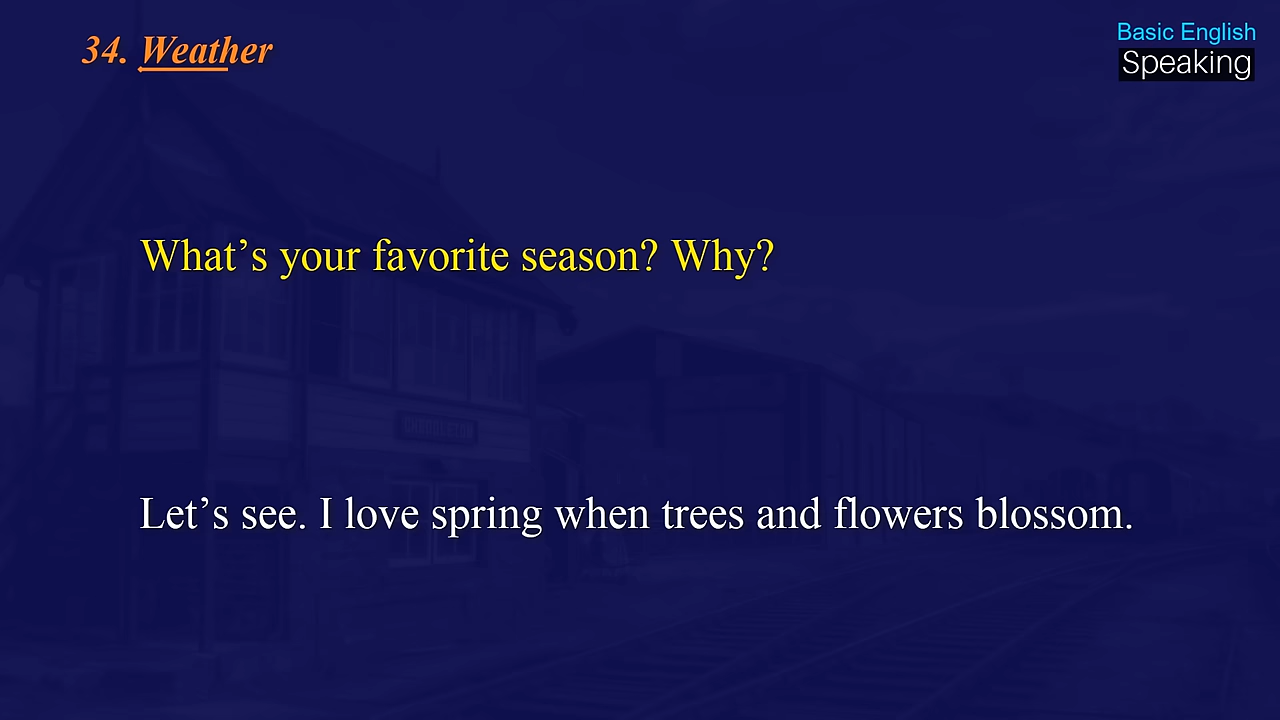 34. Weather
Basic English
Speaking
What’s your favorite season? Why?
Let’s see. I love spring when trees and flowers blossom.